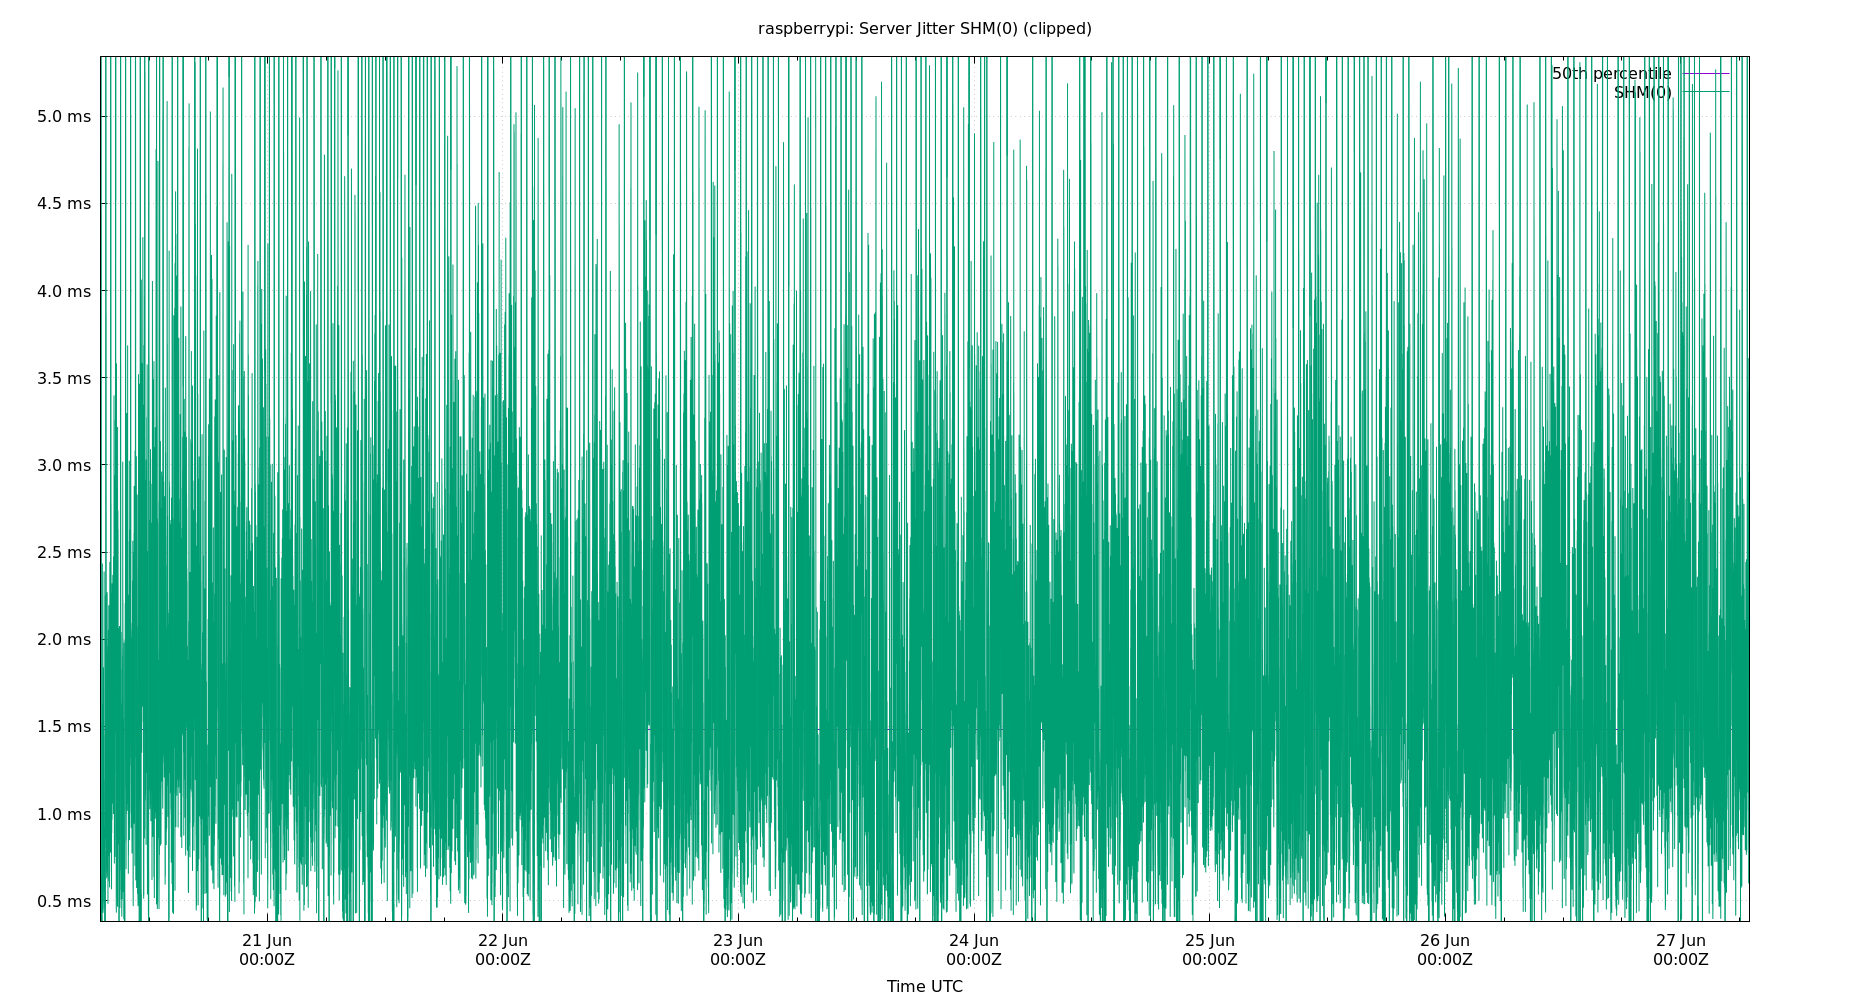 raspberrypi: Server Jitter SHM(0) (clipped)
50th percentile
SHM(0)
5.0 ms
4.5 ms
4.0 ms
3.5 ms
3.0 ms
2.5 ms
2.0 ms
1.5 ms
1.0 ms
0.5 ms
21 Jun 22 Jun 23 Jun 24 Jun 25 Jun 26 Jun 27 Jun
00:00Z 00:00Z 00:00Z 00:00Z 00:00Z 00:00Z 00:00Z
Time UTC